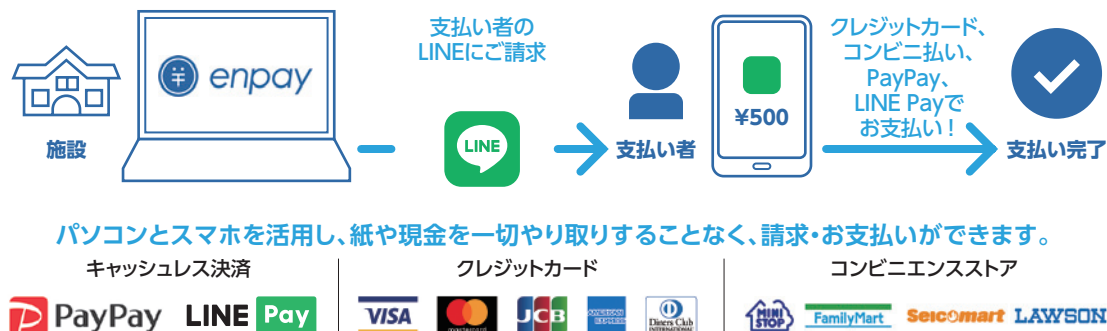 enpay
施設
支払い者の
LINEにご請求
LINE
支払い者
¥500
クレジットカード、
コンビニ払い、
PayPay、
LINE Payで
お支払い！
支払い完了
パソコンとスマホを活用し、紙や現金を一切やり取りすることなく、請求・お支払いができます。
キャッシュレス決済
PayPay LINE Pay
クレジットカード
VISA mastercard JCB AMERICAN EXPRESS Diners Club INTERNATIONAL
コンビニエンスストア
MINI STOP FamilyMart Seicomart LAWSON